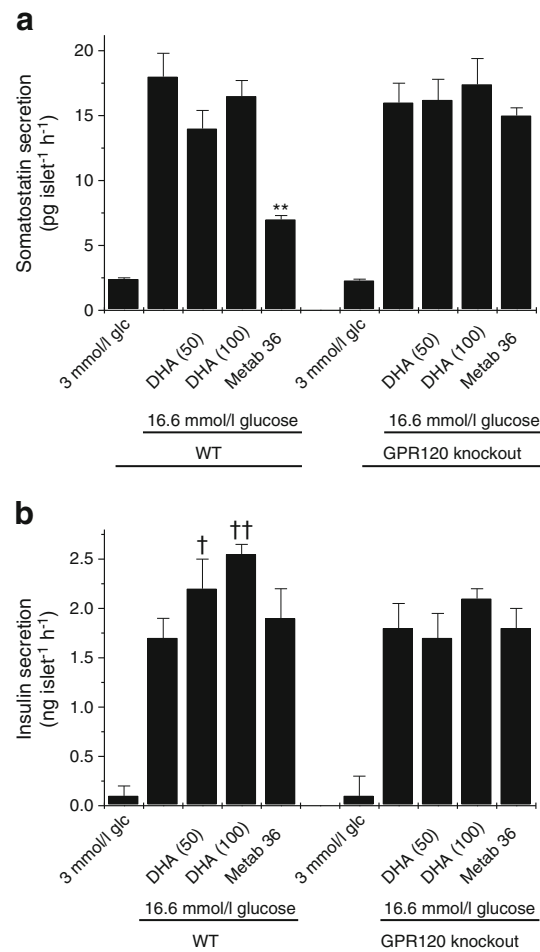 a
Somatostatin secretion
(pg islet⁻¹ h⁻¹)
20
15
10
5
0
**
3 mmol/l glc
DHA (50)
DHA (100)
Metab 36
3 mmol/l glc
DHA (50)
DHA (100)
Metab 36
16.6 mmol/l glucose
16.6 mmol/l glucose
WT
GPR120 knockout
b
Insulin secretion
(ng islet⁻¹ h⁻¹)
2.5
2.0
1.5
1.0
0.5
0.0
†
††
3 mmol/l glc
DHA (50)
DHA (100)
Metab 36
3 mmol/l glc
DHA (50)
DHA (100)
Metab 36
16.6 mmol/l glucose
16.6 mmol/l glucose
WT
GPR120 knockout